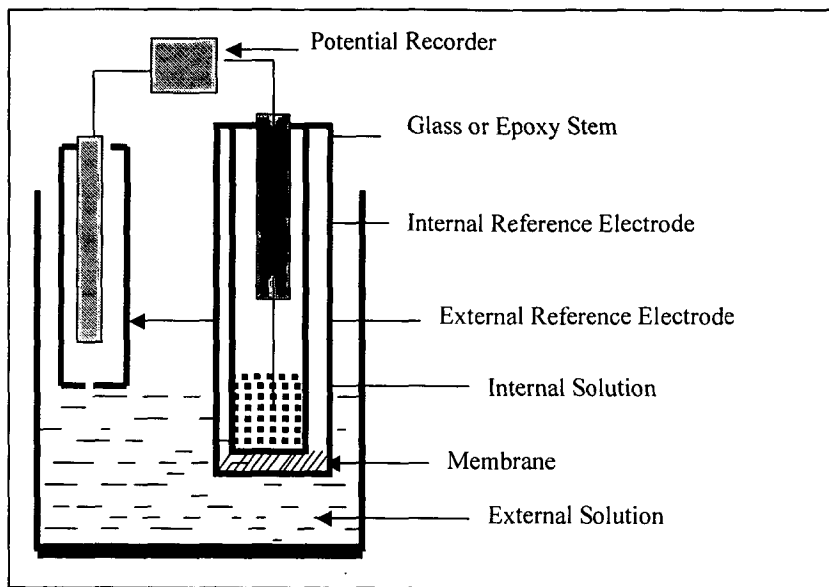 Potential Recorder
Glass or Epoxy Stem
Internal Reference Electrode
External Reference Electrode
Internal Solution
Membrane
External Solution